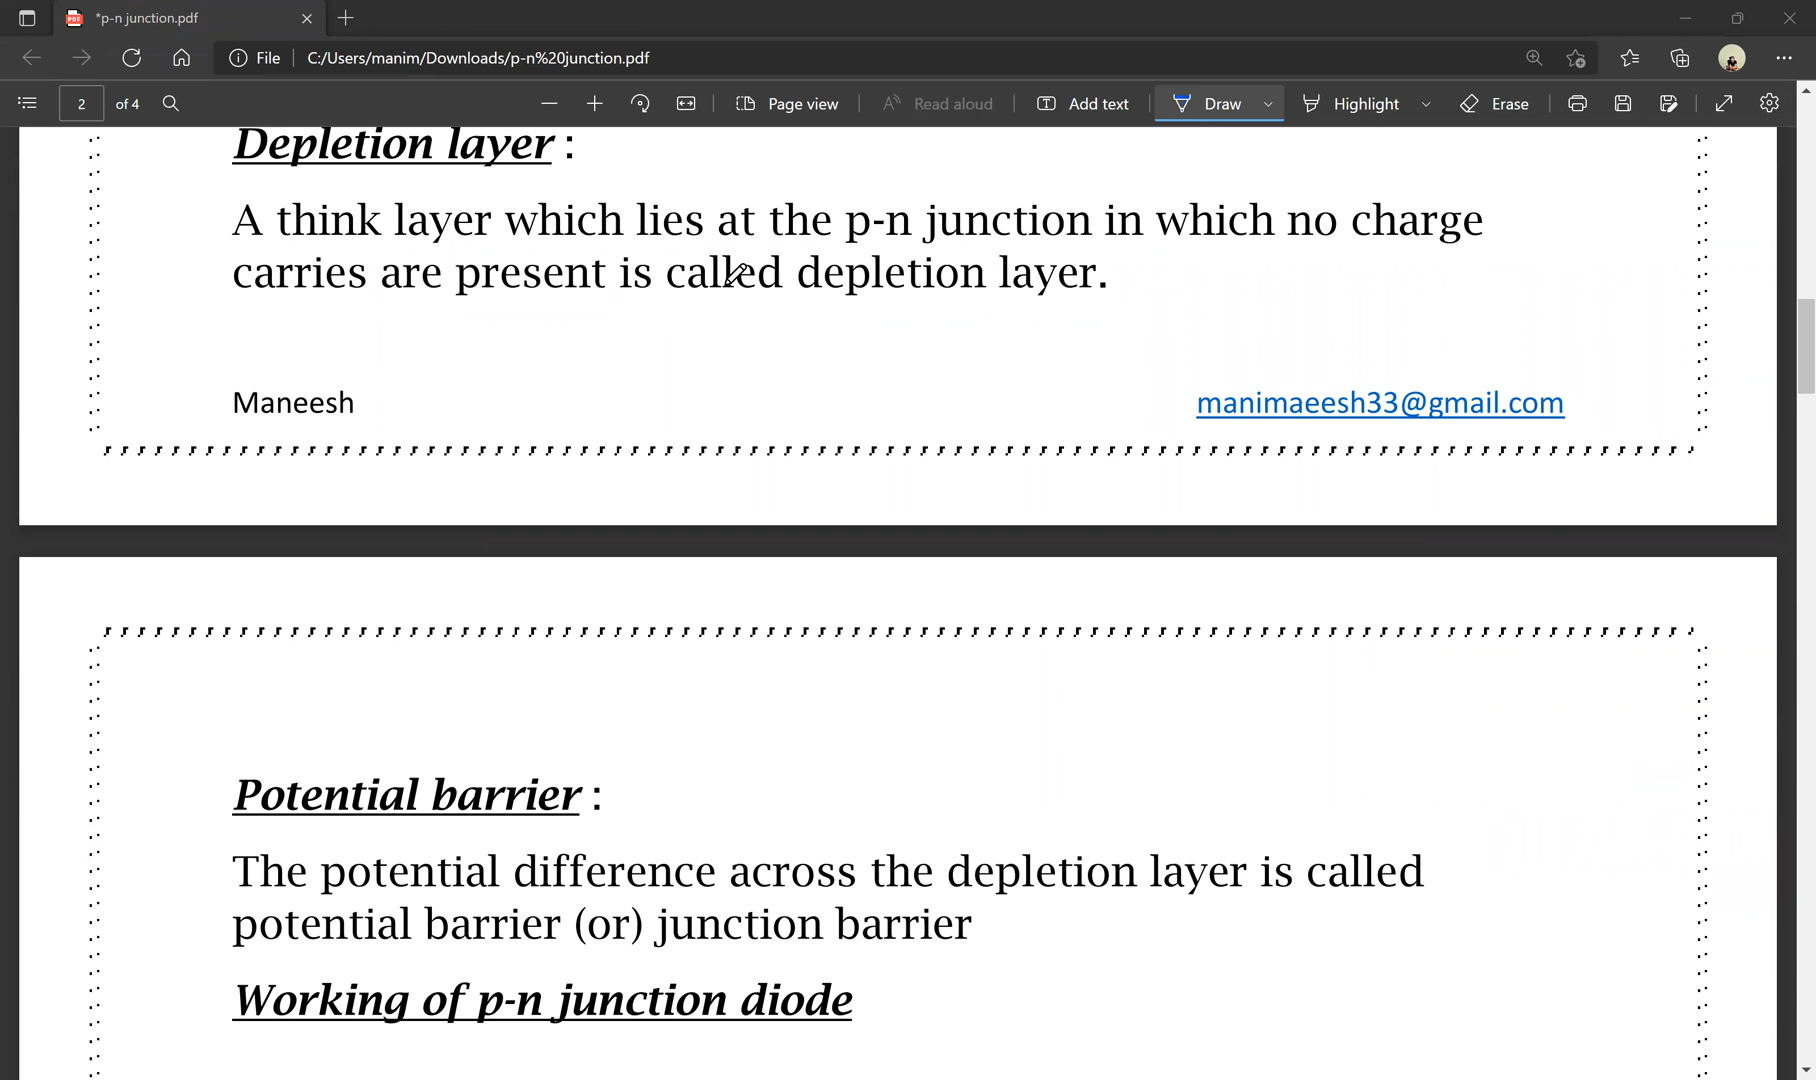 *p-n junction.pdf
File
C:/Users/manim/Downloads/p-n%20junction.pdf
2 of 4
Page view
Read aloud
Add text
Draw
Highlight
Erase
Depletion layer :
A think layer which lies at the p-n junction in which no charge
carries are present is called depletion layer.
Maneesh
manimaeesh33@gmail.com
Potential barrier :
The potential difference across the depletion layer is called
potential barrier (or) junction barrier
Working of p-n junction diode